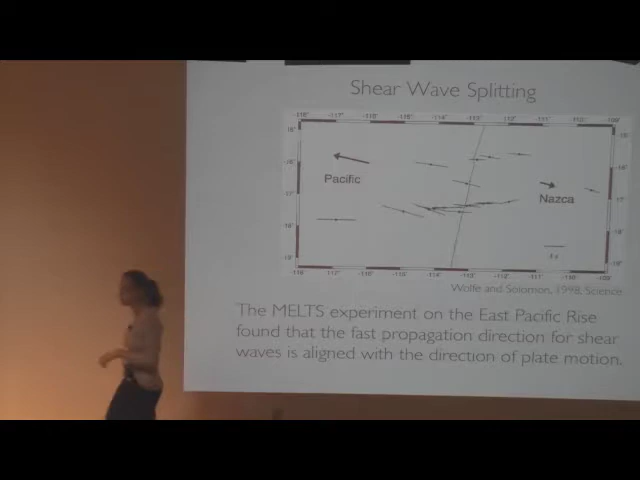 Shear Wave Splitting
Pacific
Nazca
Wolfe and Solomon, 1998, Science
The MELTS experiment on the East Pacific Rise
found that the fast propagation direction for shear
waves is aligned with the direction of plate motion.